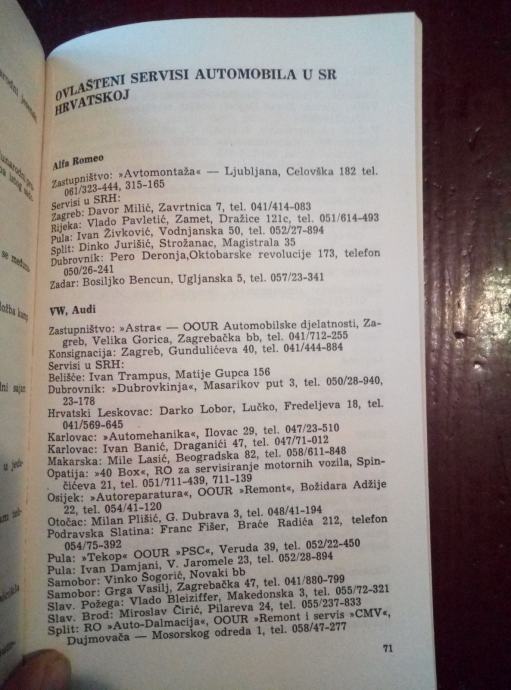 OVLAŠTENI SERVISI AUTOMOBILA U SR
HRVATSKOJ
Alfa Romeo
Zastupništvo: »Avtomontaža« — Ljubljana, Celovška 182 tel.
061/323-444, 315-165
Servisi u SRH:
Zagreb: Davor Milić, Zavrtnica 7, tel. 041/414-083
Rijeka: Vlado Pavletić, Zamet, Dražice 121c, tel. 051/614-493
Pula: Ivan Živković, Vodnjanska 50, tel. 052/27-894
Split: Dinko Jurišić, Strožanac, Magistrala 35
Dubrovnik: Pero Deronja,Oktobarske revolucije 173, telefon
050/26-241
Zadar: Bosiljko Bencun, Ugljanska 5, tel. 057/23-341
VW, Audi
Zastupništvo: »Astra« — OOUR Automobilske djelatnosti, Za-
greb, Velika Gorica, Zagrebačka bb, tel. 041/712-255
Konsignacija: Zagreb, Gundulićeva 40, tel. 041/444-884
Servisi u SRH:
Belišće: Ivan Trampus, Matije Gupca 156
Dubrovnik: »Dubrovkinja«, Masarikov put 3, tel. 050/28-940,
23-178
Hrvatski Leskovac: Darko Lobor, Lučko, Fredeljeva 18, tel.
041/569-645
Karlovac: »Automehanika«, Ilovac 29, tel. 047/23-510
Karlovac: Ivan Banić, Draganići 47, tel. 047/71-012
Makarska: Mile Lasić, Beogradska 82, tel. 058/611-848
Opatija: »40 Box«, RO za servisiranje motornih vozila, Spin-
čićeva 21, tel. 051/711-439, 711-139
Osijek: »Autoreparatura«, OOUR »Remont«, Božidara Adžije
22, tel. 054/41-120
Otočac: Milan Plišić, G. Dubrava 3, tel. 048/41-194
Podravska Slatina: Franc Fišer, Braće Radića 212, telefon
054/75-392
Pula: »Tekop« OOUR »PSC«, Veruda 39, tel. 052/22-450
Pula: Ivan Damjani, V. Jaromele 23, tel. 052/28-894
Samobor: Vinko Sogorić, Novaki bb
Samobor: Grga Vasilj, Zagrebačka 47, tel. 041/880-799
Slav. Požega: Vlado Bleiziffer, Makedonska 3, tel. 055/72-321
Slav. Brod: Miroslav Čirić, Pilareva 24, tel. 055/237-833
Split: RO »Auto-Dalmacija«, OOUR »Remont i servis »CMV«,
Dujmovača — Mosorskog odreda 1, tel. 058/47-277
71